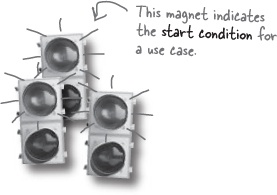 This magnet indicates
the start condition for
a use case.